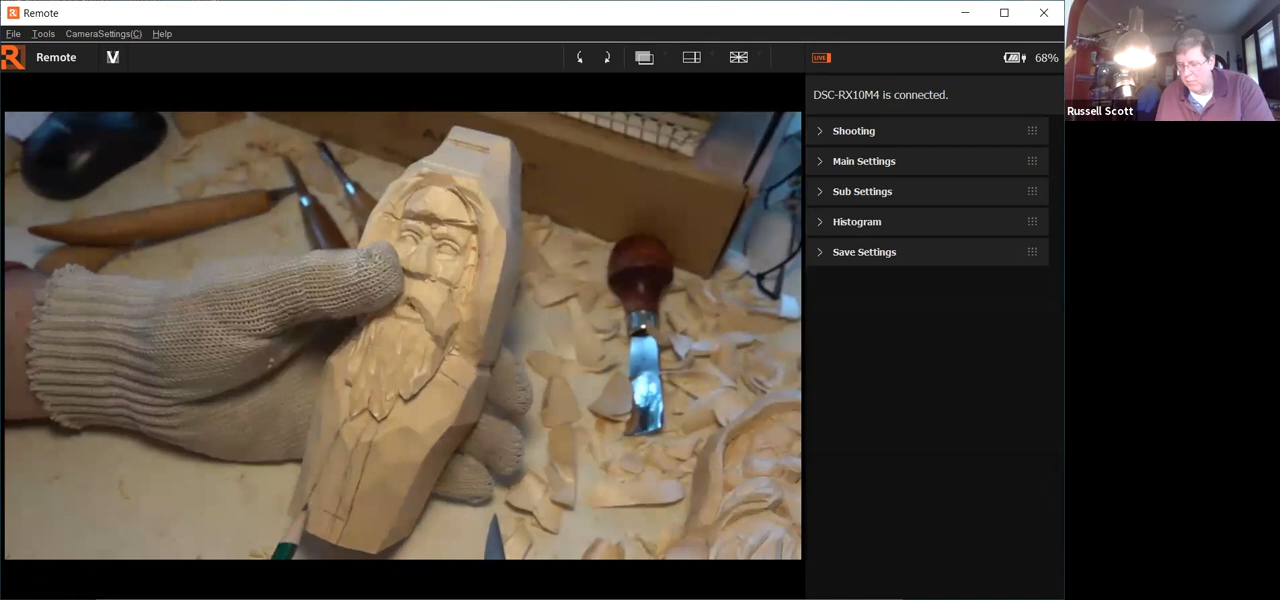 Remote
File Tools CameraSettings(C) Help
R Remote V LIVE 68%
DSC-RX10M4 is connected.
Shooting
Main Settings
Sub Settings
Histogram
Save Settings
Russell Scott